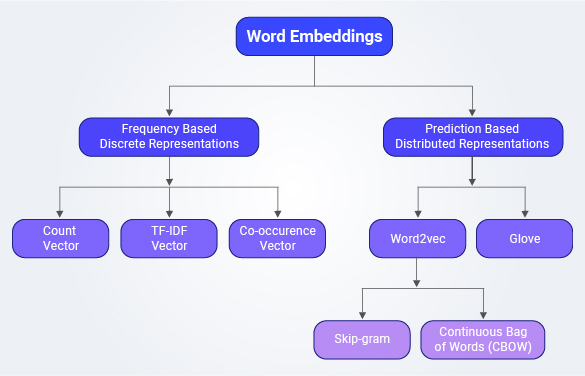 Word Embeddings
Frequency Based
Discrete Representations
Prediction Based
Distributed Representations
Count
Vector
TF-IDF
Vector
Co-occurence
Vector
Word2vec
Glove
Skip-gram
Continuous Bag
of Words (CBOW)